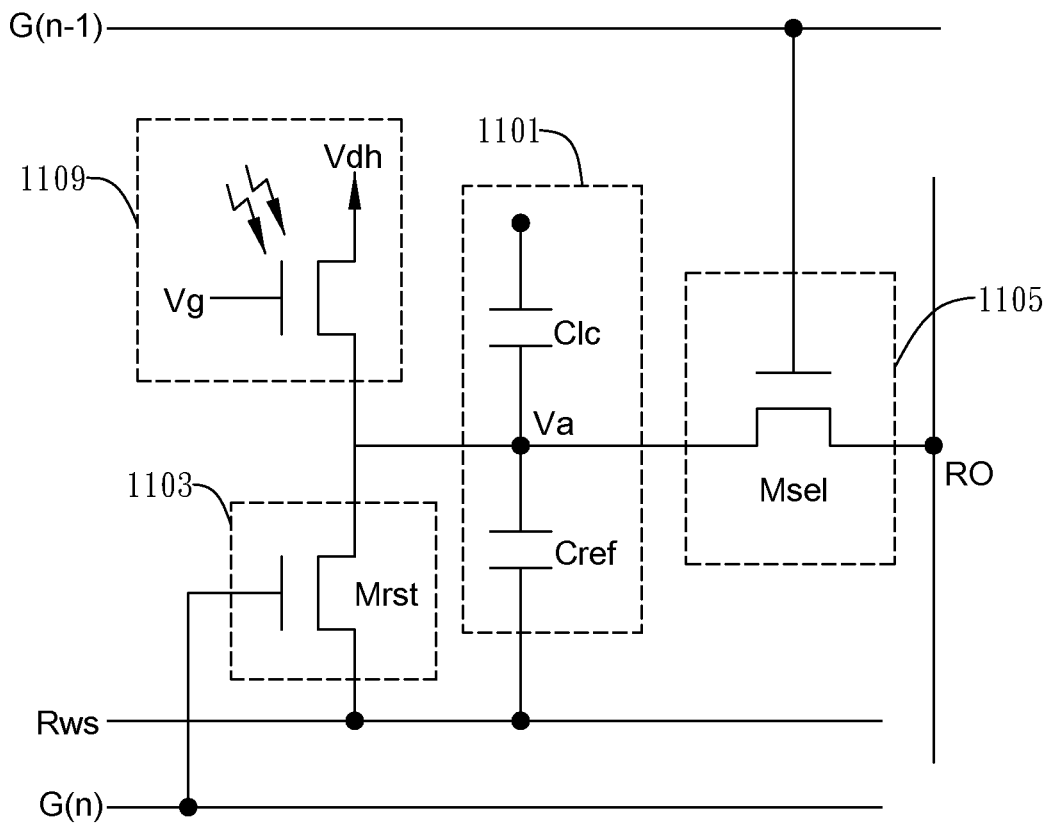 G(n-1)
1101
Vdh
1109
Vg
1105
Clc
Va
Msel
RO
1103
Cref
Mrst
Rws
G(n)